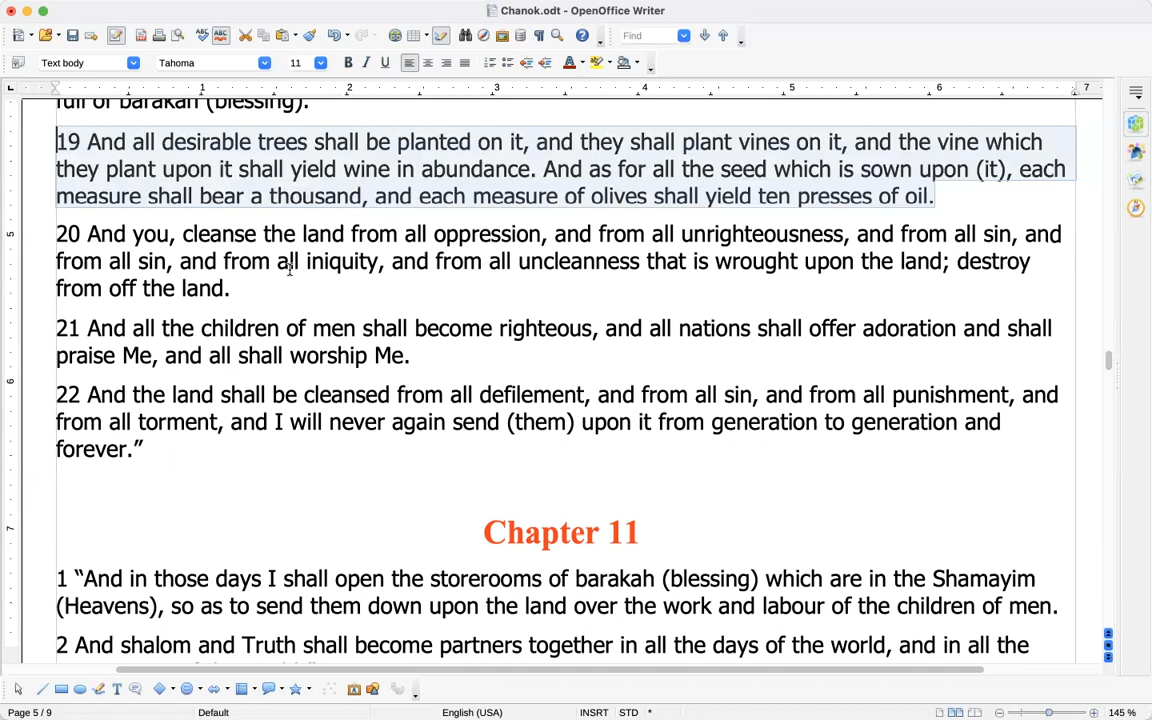 Chanok.odt - OpenOffice Writer
Find
Text body Tahoma 11
1 2 3 4 5 6 7
full of barakah (blessing).
19 And all desirable trees shall be planted on it, and they shall plant vines on it, and the vine which
they plant upon it shall yield wine in abundance. And as for all the seed which is sown upon (it), each
measure shall bear a thousand, and each measure of olives shall yield ten presses of oil.
5
20 And you, cleanse the land from all oppression, and from all unrighteousness, and from all sin, and
from all sin, and from all iniquity, and from all uncleanness that is wrought upon the land; destroy
from off the land.
21 And all the children of men shall become righteous, and all nations shall offer adoration and shall
praise Me, and all shall worship Me.
6
22 And the land shall be cleansed from all defilement, and from all sin, and from all punishment, and
from all torment, and I will never again send (them) upon it from generation to generation and
forever.”
7
Chapter 11
1 “And in those days I shall open the storerooms of barakah (blessing) which are in the Shamayim
(Heavens), so as to send them down upon the land over the work and labour of the children of men.
2 And shalom and Truth shall become partners together in all the days of the world, and in all the
Page 5 / 9 Default English (USA) INSRT STD * 145 %